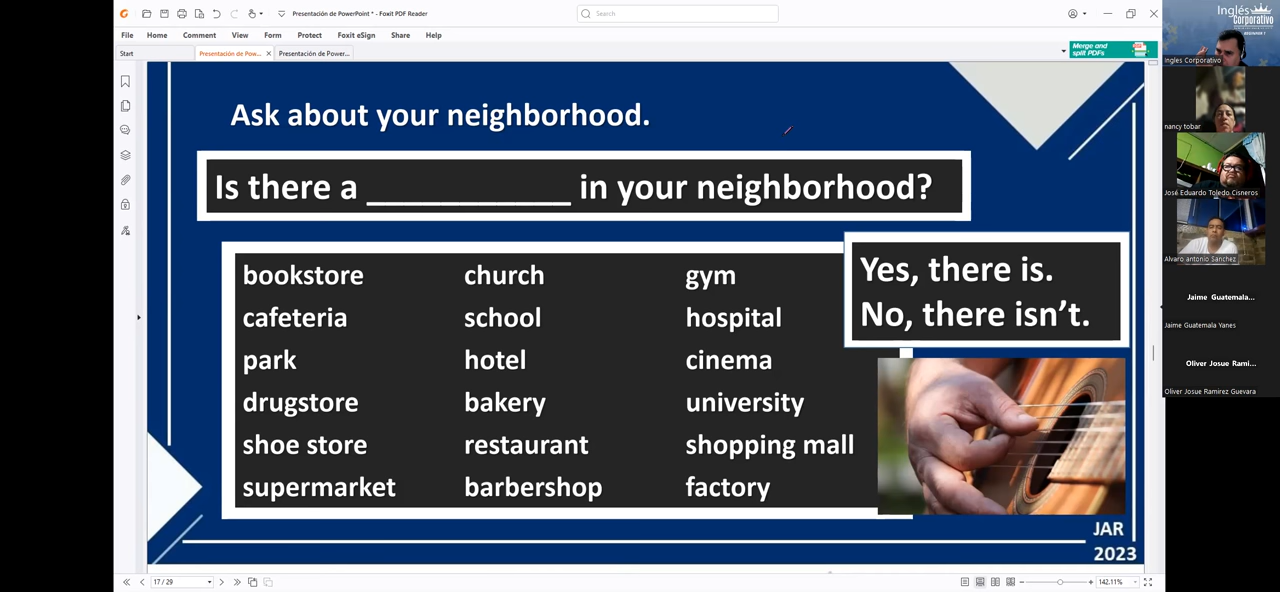 Presentación de PowerPoint * - Foxit PDF Reader
Search
File Home Comment View Form Protect Foxit eSign Share Help
Start
Presentación de Pow...
Presentación de Power...
Merge and split PDFs
Ask about your neighborhood.
Is there a ____________ in your neighborhood?
Yes, there is.
No, there isn't.
bookstore church gym
cafeteria school hospital
park hotel cinema
drugstore bakery university
shoe store restaurant shopping mall
supermarket barbershop factory
JAR
2023
17 / 29
142.11%
Inglés
Corporativo
BEGINNER 1
Ingles Corporativo
nancy tobar
José Eduardo Toledo Cisneros
Alvaro antonio Sanchez
Jaime Guatemala...
Jaime Guatemala Yanes
Oliver Josue Rami...
Oliver Josue Ramirez Guevara